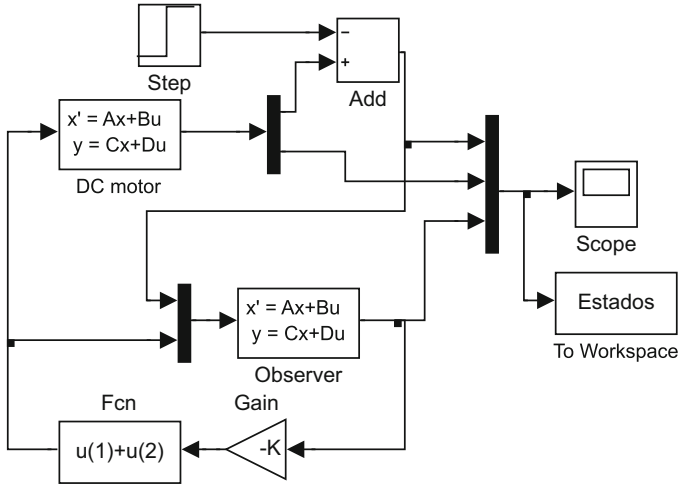 Step
−
+
Add
x' = Ax+Bu
y = Cx+Du
DC motor
Scope
Estados
To Workspace
x' = Ax+Bu
y = Cx+Du
Observer
Fcn
Gain
u(1)+u(2)
-K